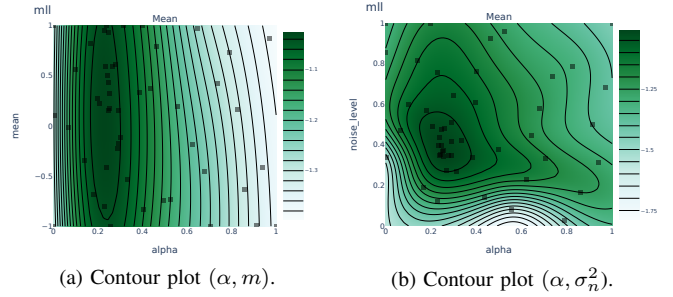 mll
Mean
1
0.5
0
−0.5
−1
mean
0
0.2
0.4
0.6
0.8
1
alpha
−1.1
−1.2
−1.3
(a) Contour plot (α, m).
mll
Mean
1
0.8
0.6
0.4
0.2
0
noise_level
0
0.2
0.4
0.6
0.8
1
alpha
−1.25
−1.5
−1.75
(b) Contour plot (α, σ²ₙ).